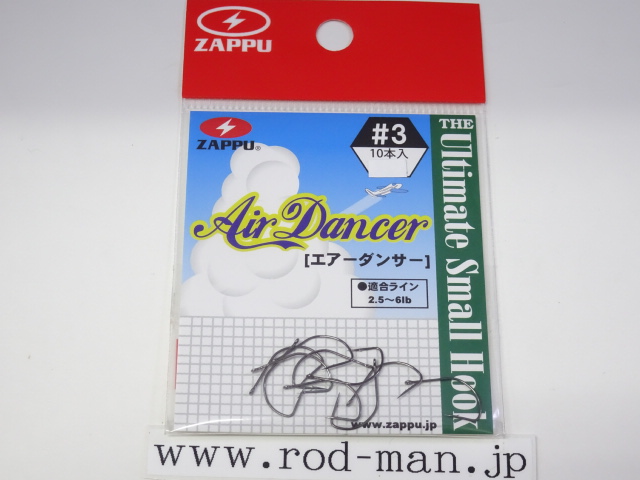 ZAPPU
ZAPPU®
#3
10本入
Air Dancer
[エアーダンサー]
●適合ライン
2.5～6lb
THE Ultimate Small Hook
www.zappu.jp
www.rod-man.jp